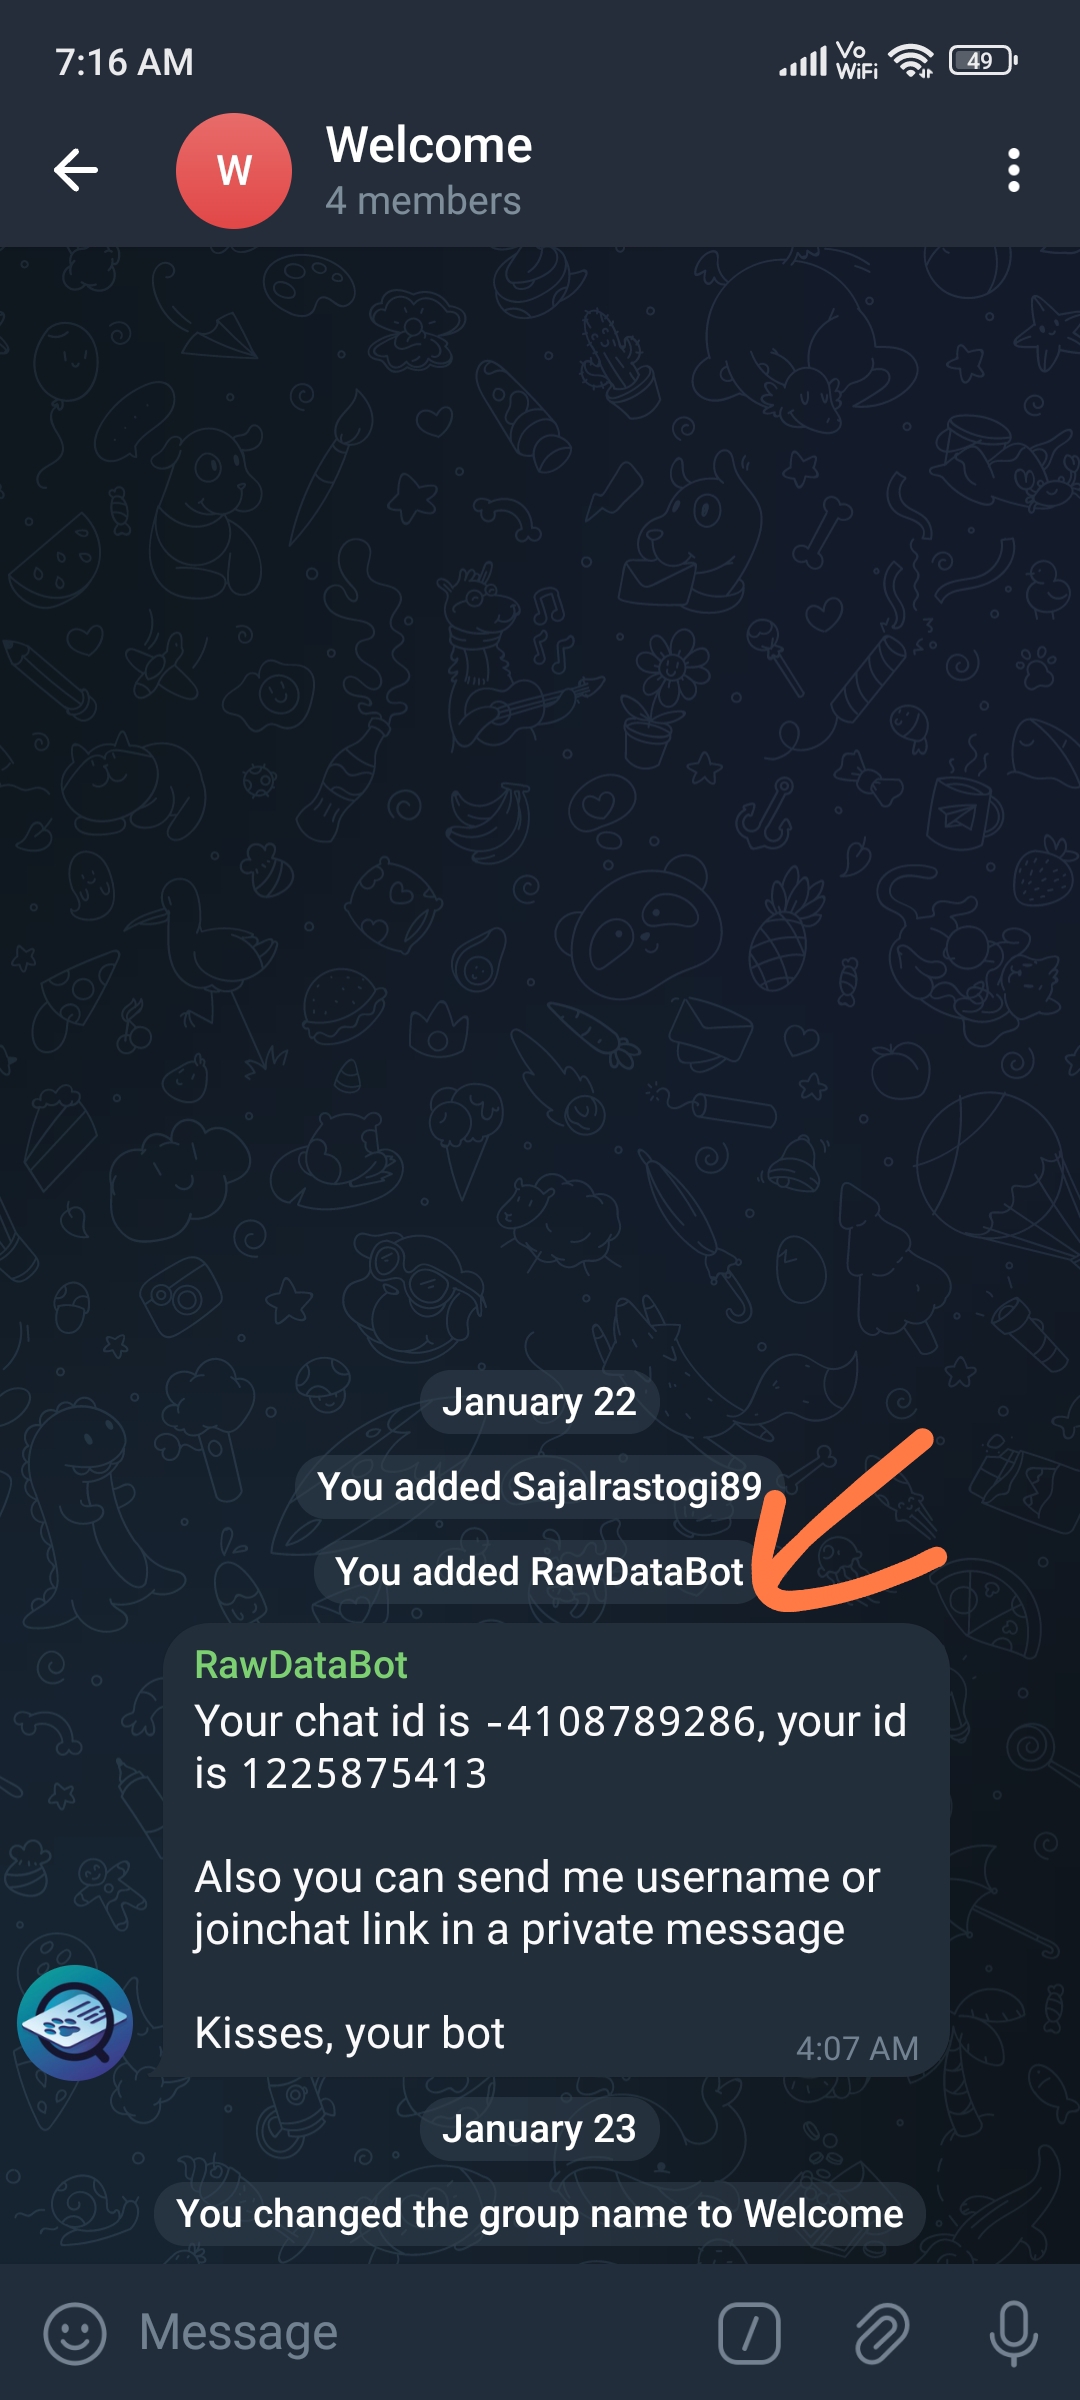 7:16 AM
Vo
WiFi
49
W
Welcome
4 members
January 22
You added Sajalrastogi89
You added RawDataBot
RawDataBot
Your chat id is -4108789286, your id
is 1225875413
Also you can send me username or
joinchat link in a private message
Kisses, your bot
4:07 AM
January 23
You changed the group name to Welcome
Message